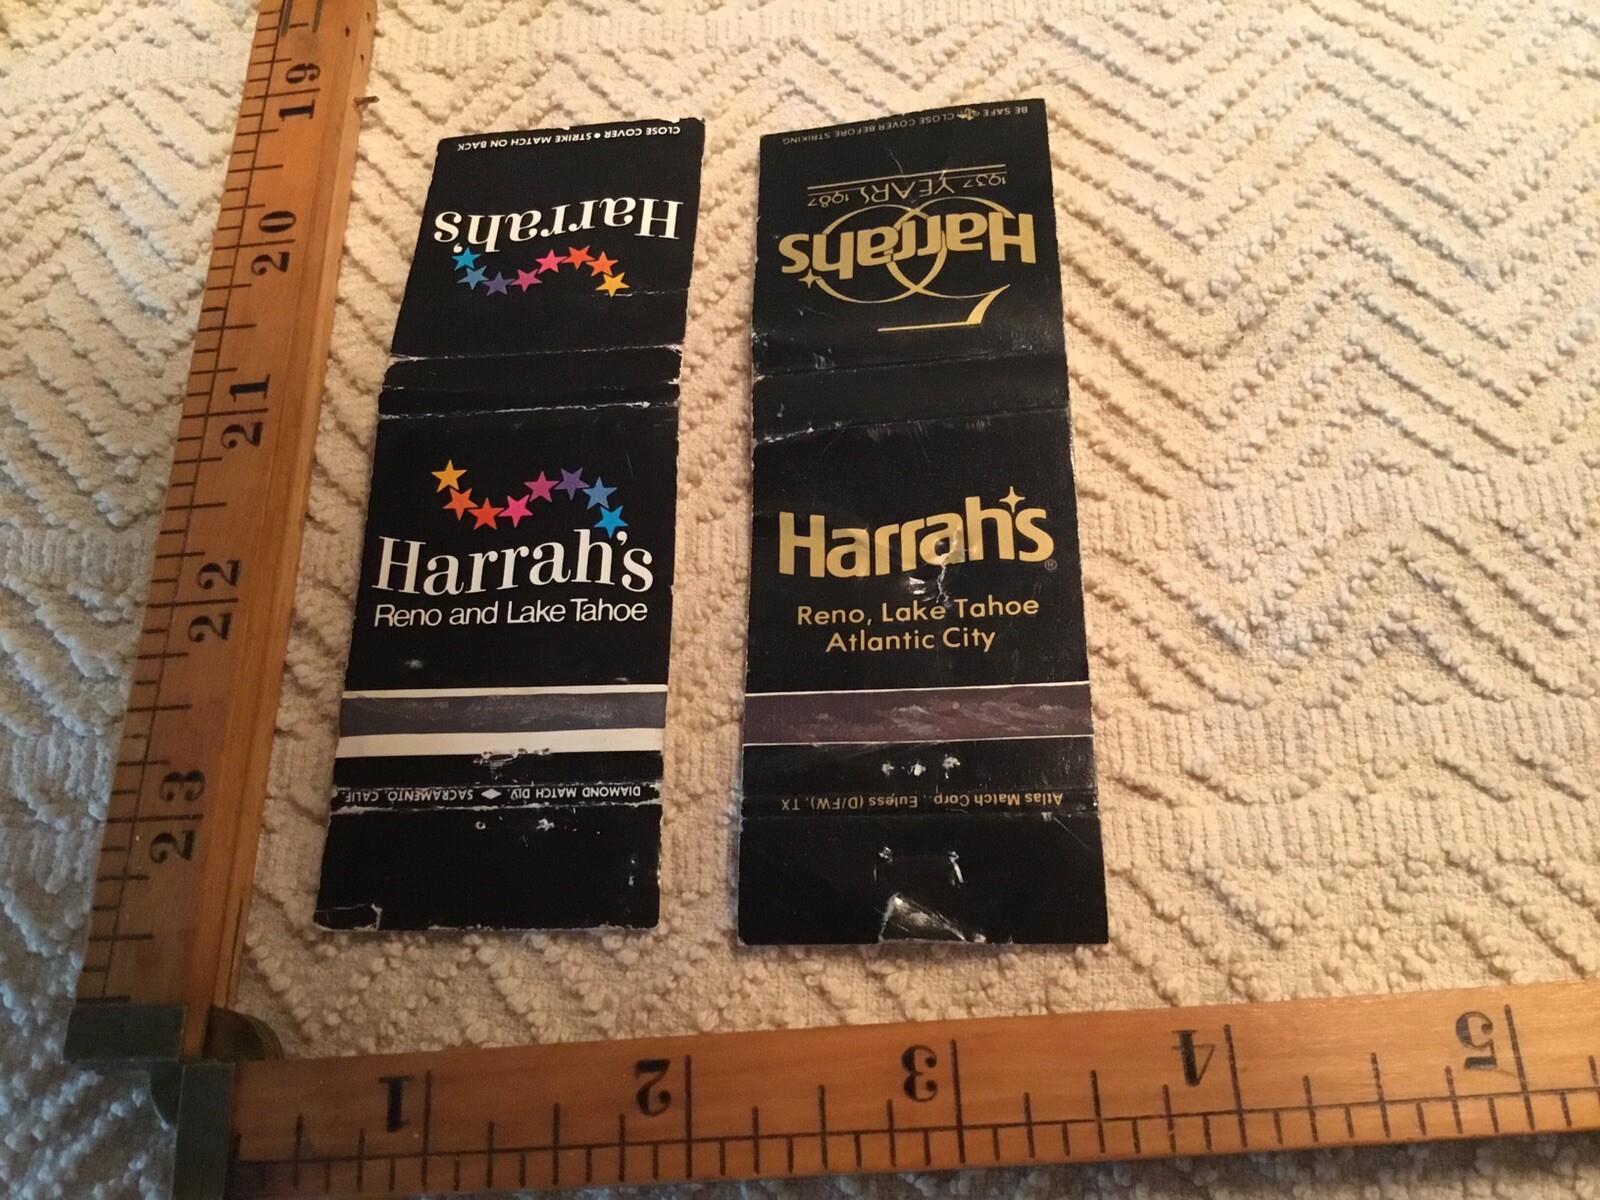 CLOSE COVER • STRIKE MATCH ON BACK
Harrah's
Harrah's
Reno and Lake Tahoe
DIAMOND MATCH DIV. SACRAMENTO, CALIF.
BE SAFE CLOSE COVER BEFORE STRIKING
1937 YEARS 1987
Harrah's
Harrah's®
Reno, Lake Tahoe
Atlantic City
Atlas Match Corp., Euless (D/FW), TX
19
20
21
22
23
1 2 3 4 5